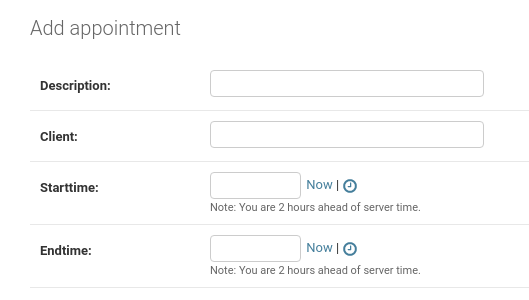 Add appointment
Description:
Client:
Starttime:
Now |
Note: You are 2 hours ahead of server time.
Endtime:
Now |
Note: You are 2 hours ahead of server time.